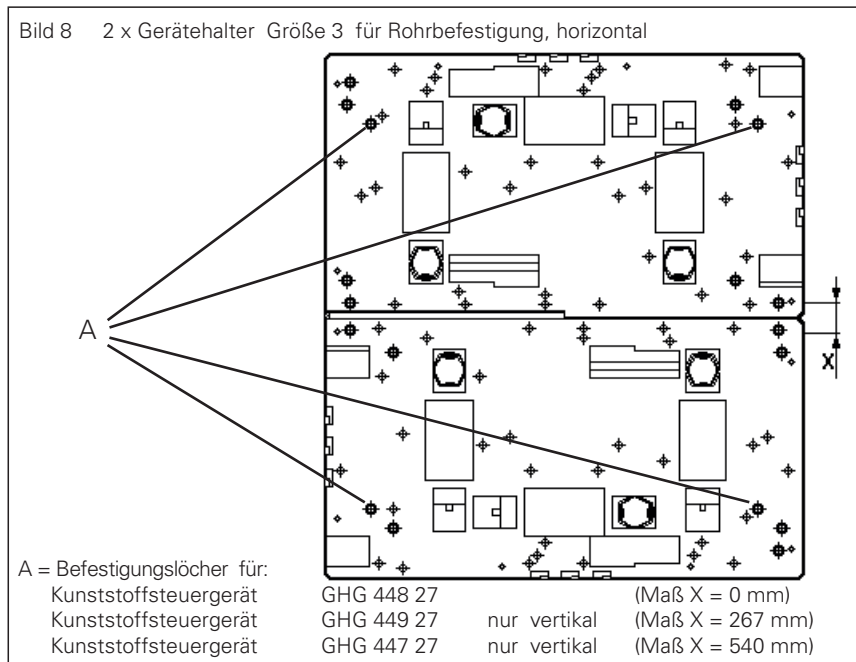 Bild 8 2 x Gerätehalter Größe 3 für Rohrbefestigung, horizontal
A
X
A = Befestigungslöcher für:
Kunststoffsteuergerät GHG 448 27 (Maß X = 0 mm)
Kunststoffsteuergerät GHG 449 27 nur vertikal (Maß X = 267 mm)
Kunststoffsteuergerät GHG 447 27 nur vertikal (Maß X = 540 mm)